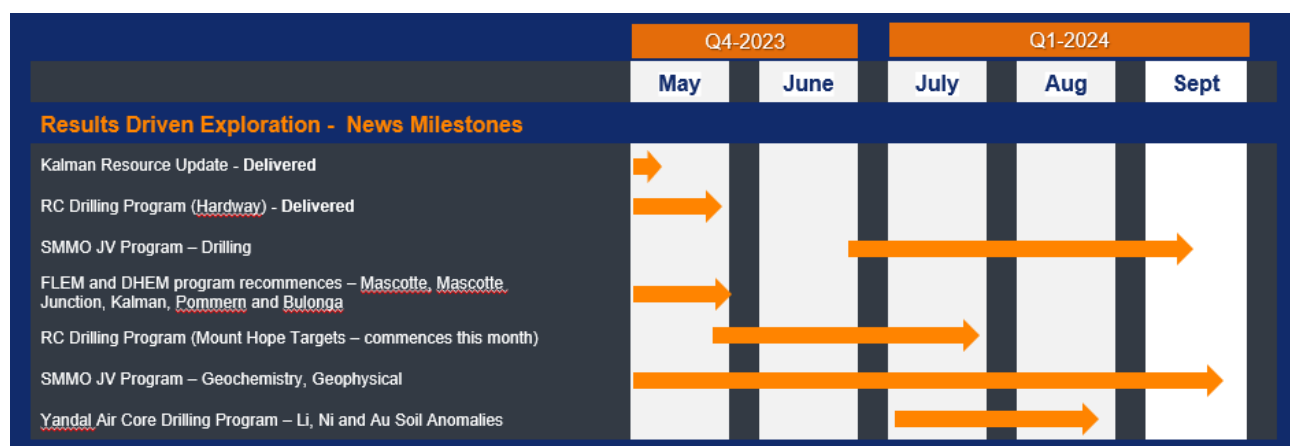 Q4-2023 Q1-2024
May June July Aug Sept
Results Driven Exploration - News Milestones
Kalman Resource Update - Delivered
RC Drilling Program (Hardway) - Delivered
SMMO JV Program – Drilling
FLEM and DHEM program recommences – Mascotte, Mascotte
Junction, Kalman, Pommern and Bulonga
RC Drilling Program (Mount Hope Targets – commences this month)
SMMO JV Program – Geochemistry, Geophysical
Yandal Air Core Drilling Program – Li, Ni and Au Soil Anomalies